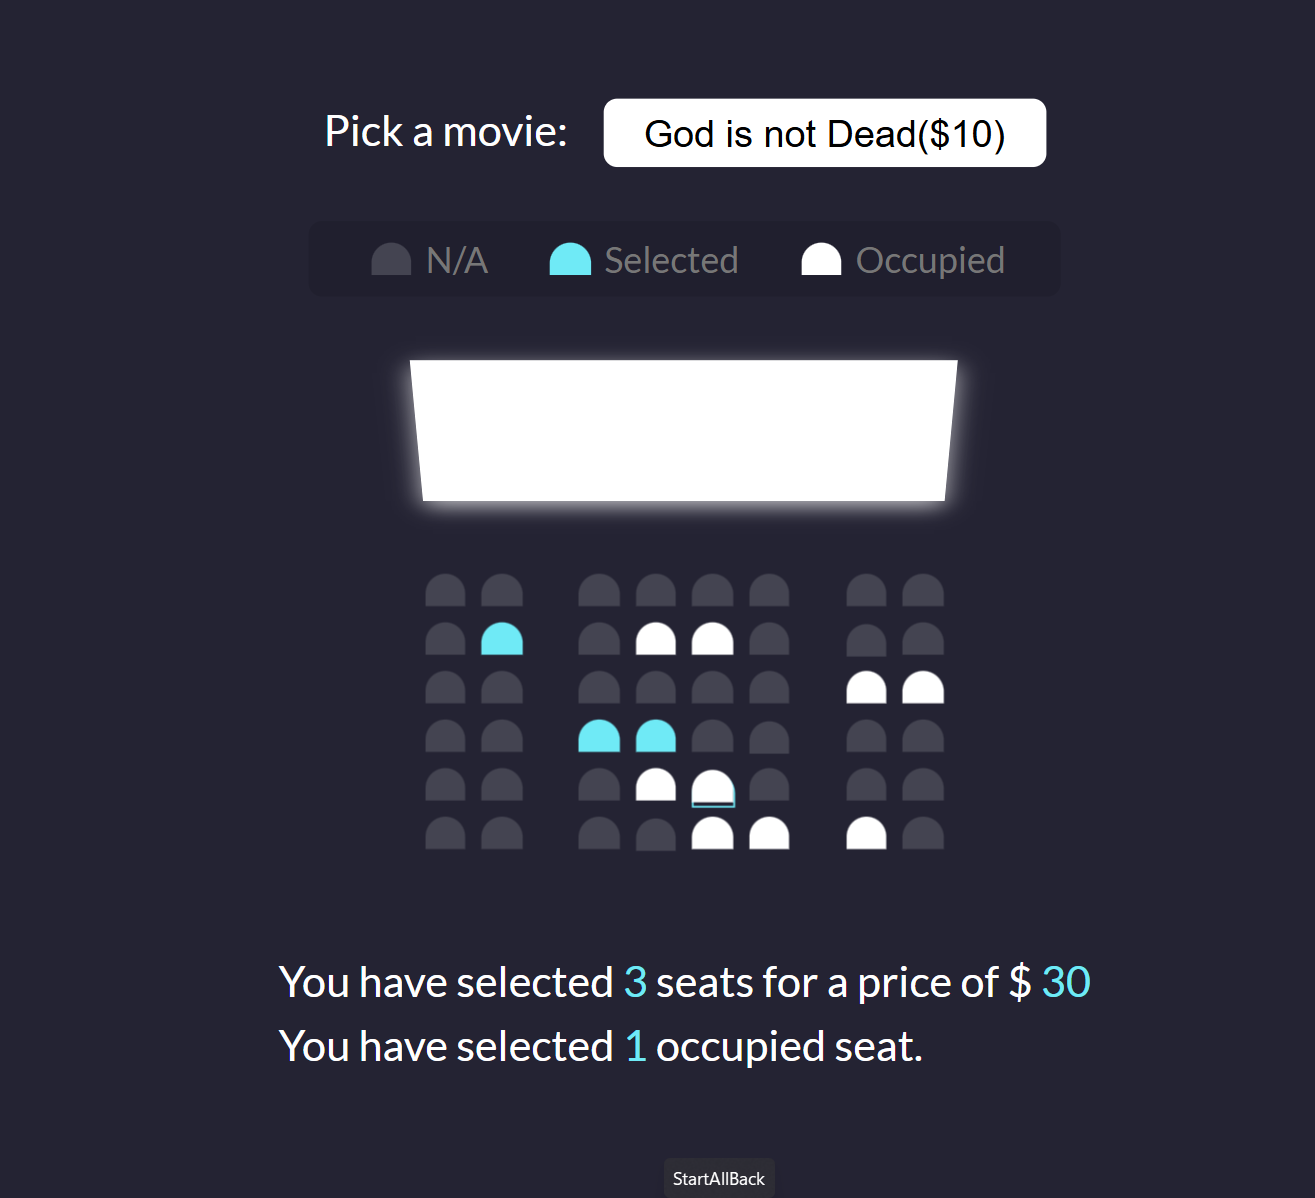 Pick a movie: God is not Dead($10)
N/A Selected Occupied
You have selected 3 seats for a price of $ 30
You have selected 1 occupied seat.
StartAllBack